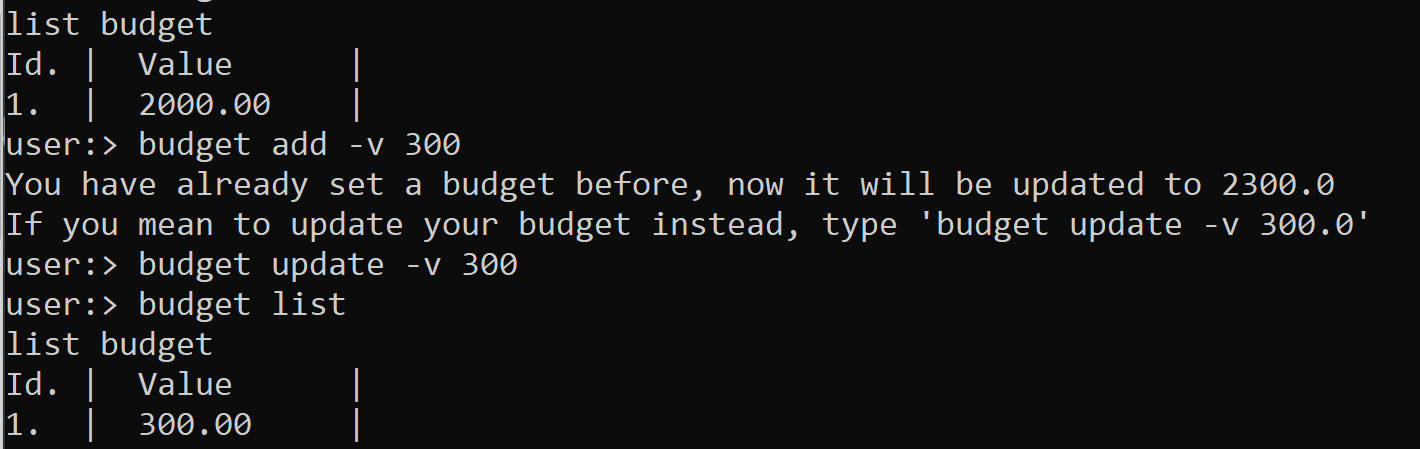 list budget
Id. |  Value      |
1.  |  2000.00    |
user:> budget add -v 300
You have already set a budget before, now it will be updated to 2300.0
If you mean to update your budget instead, type 'budget update -v 300.0'
user:> budget update -v 300
user:> budget list
list budget
Id. |  Value      |
1.  |  300.00     |